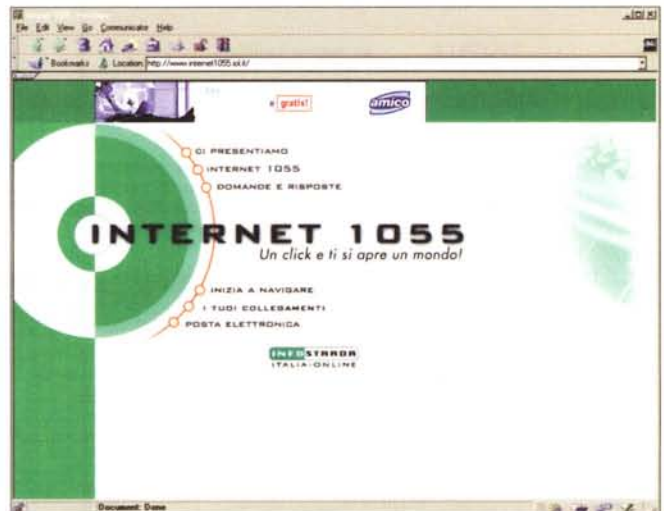 File Edit View Go Communicator Help
Bookmarks Location: http://www.internet1055.iol.it/
è gratis!
amico
CI PRESENTIAMO
INTERNET 1055
DOMANDE E RISPOSTE
INTERNET 1055
Un click e ti si apre un mondo!
INIZIA A NAVIGARE
I TUOI COLLEGAMENTI
POSTA ELETTRONICA
INFOSTRADA
ITALIA-ONLINE
Document: Done